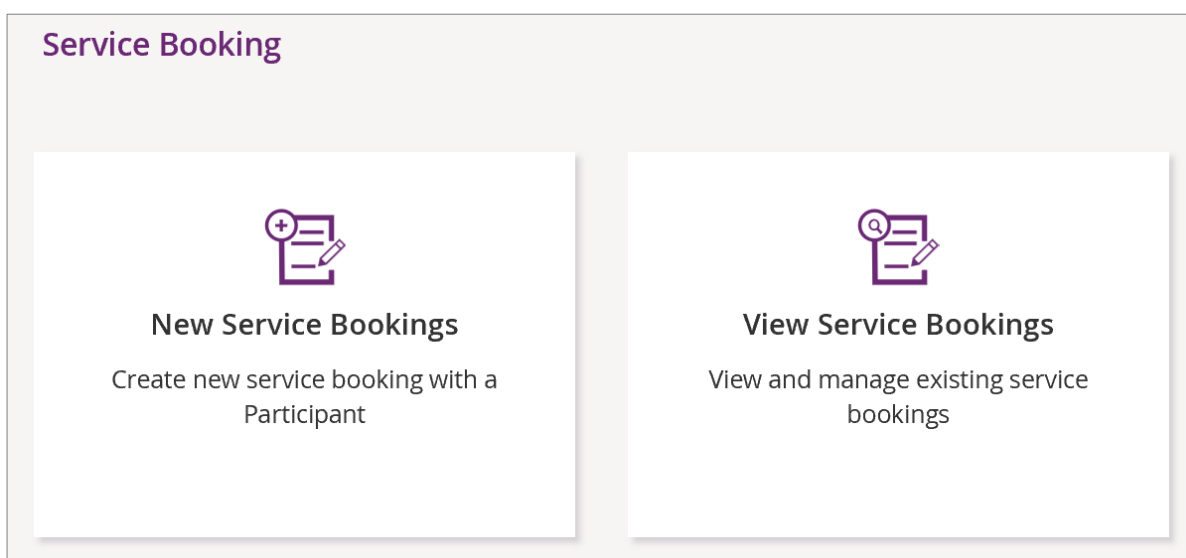 Service Booking
New Service Bookings
Create new service booking with a
Participant
View Service Bookings
View and manage existing service
bookings